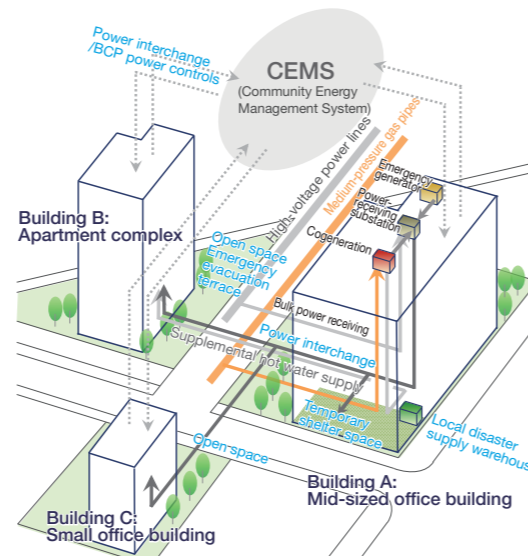 Power interchange
/BCP power controls
CEMS
(Community Energy
Management System)
High-voltage power lines
Medium-pressure gas pipes
Emergency
generator
Power-
receiving
substation
Cogeneration
Building B:
Apartment complex
Open space
Emergency
evacuation
terrace
Bulk power receiving
Power interchange
Supplemental hot water supply
Temporary
shelter space
Local disaster
supply warehous
Open space
Building A:
Mid-sized office building
Building C:
Small office building